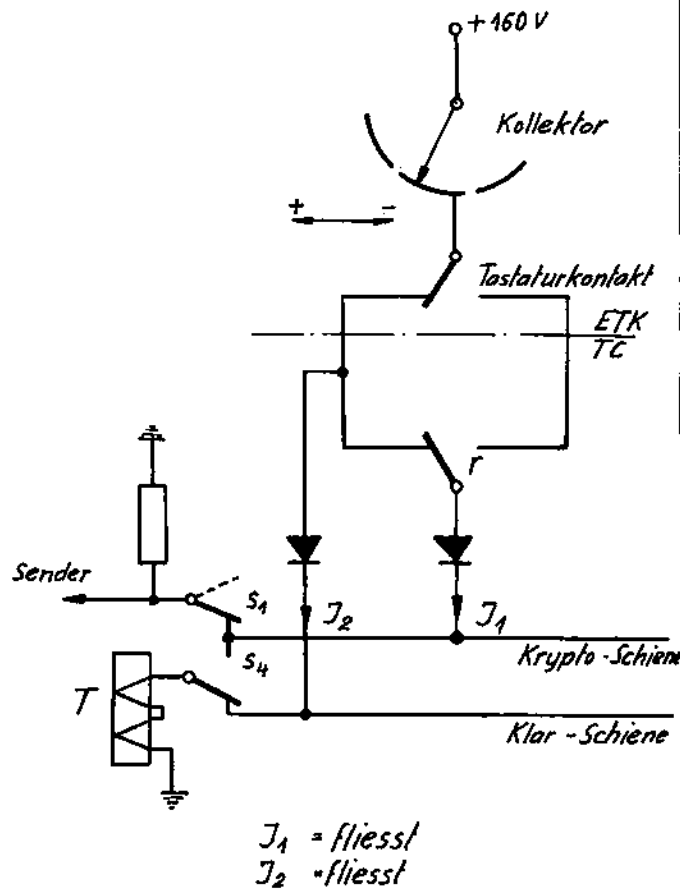 +160 V
Kollektor
+ -
Tastaturkontakt
ETK
TC
r
Sender
S1
J2
J1
Krypto-Schiene
S4
T
Klar-Schiene
J1 = fliesst
J2 = fliesst